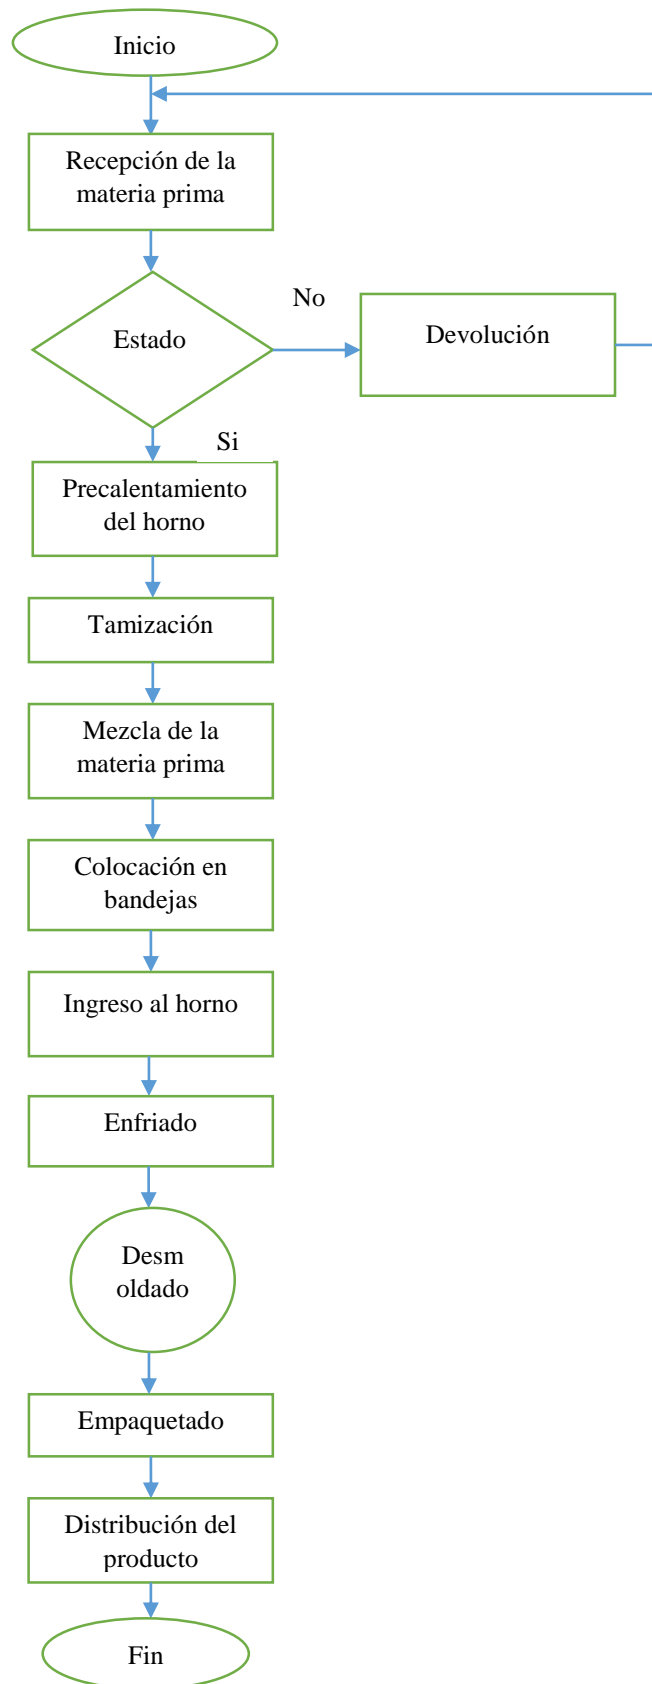 Inicio
Recepción de la
materia prima
Estado
No
Devolución
Si
Precalentamiento
del horno
Tamización
Mezcla de la
materia prima
Colocación en
bandejas
Ingreso al horno
Enfriado
Desm
oldado
Empaquetado
Distribución del
producto
Fin